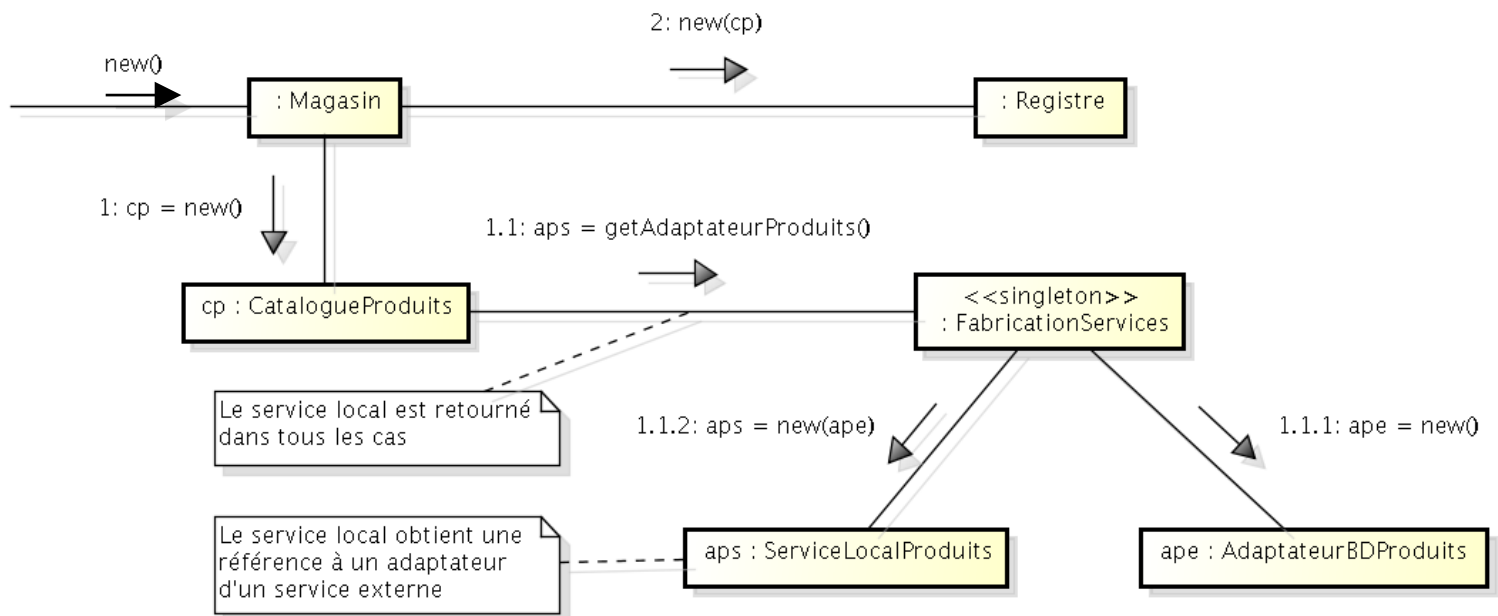 2: new(cp)
new()
: Magasin
: Registre
1: cp = new()
1.1: aps = getAdaptateurProduits()
cp : CatalogueProduits
<<singleton>>
: FabricationServices
Le service local est retourné
dans tous les cas
1.1.2: aps = new(ape)
1.1.1: ape = new()
Le service local obtient une
référence à un adaptateur
d'un service externe
aps : ServiceLocalProduits
ape : AdaptateurBDProduits